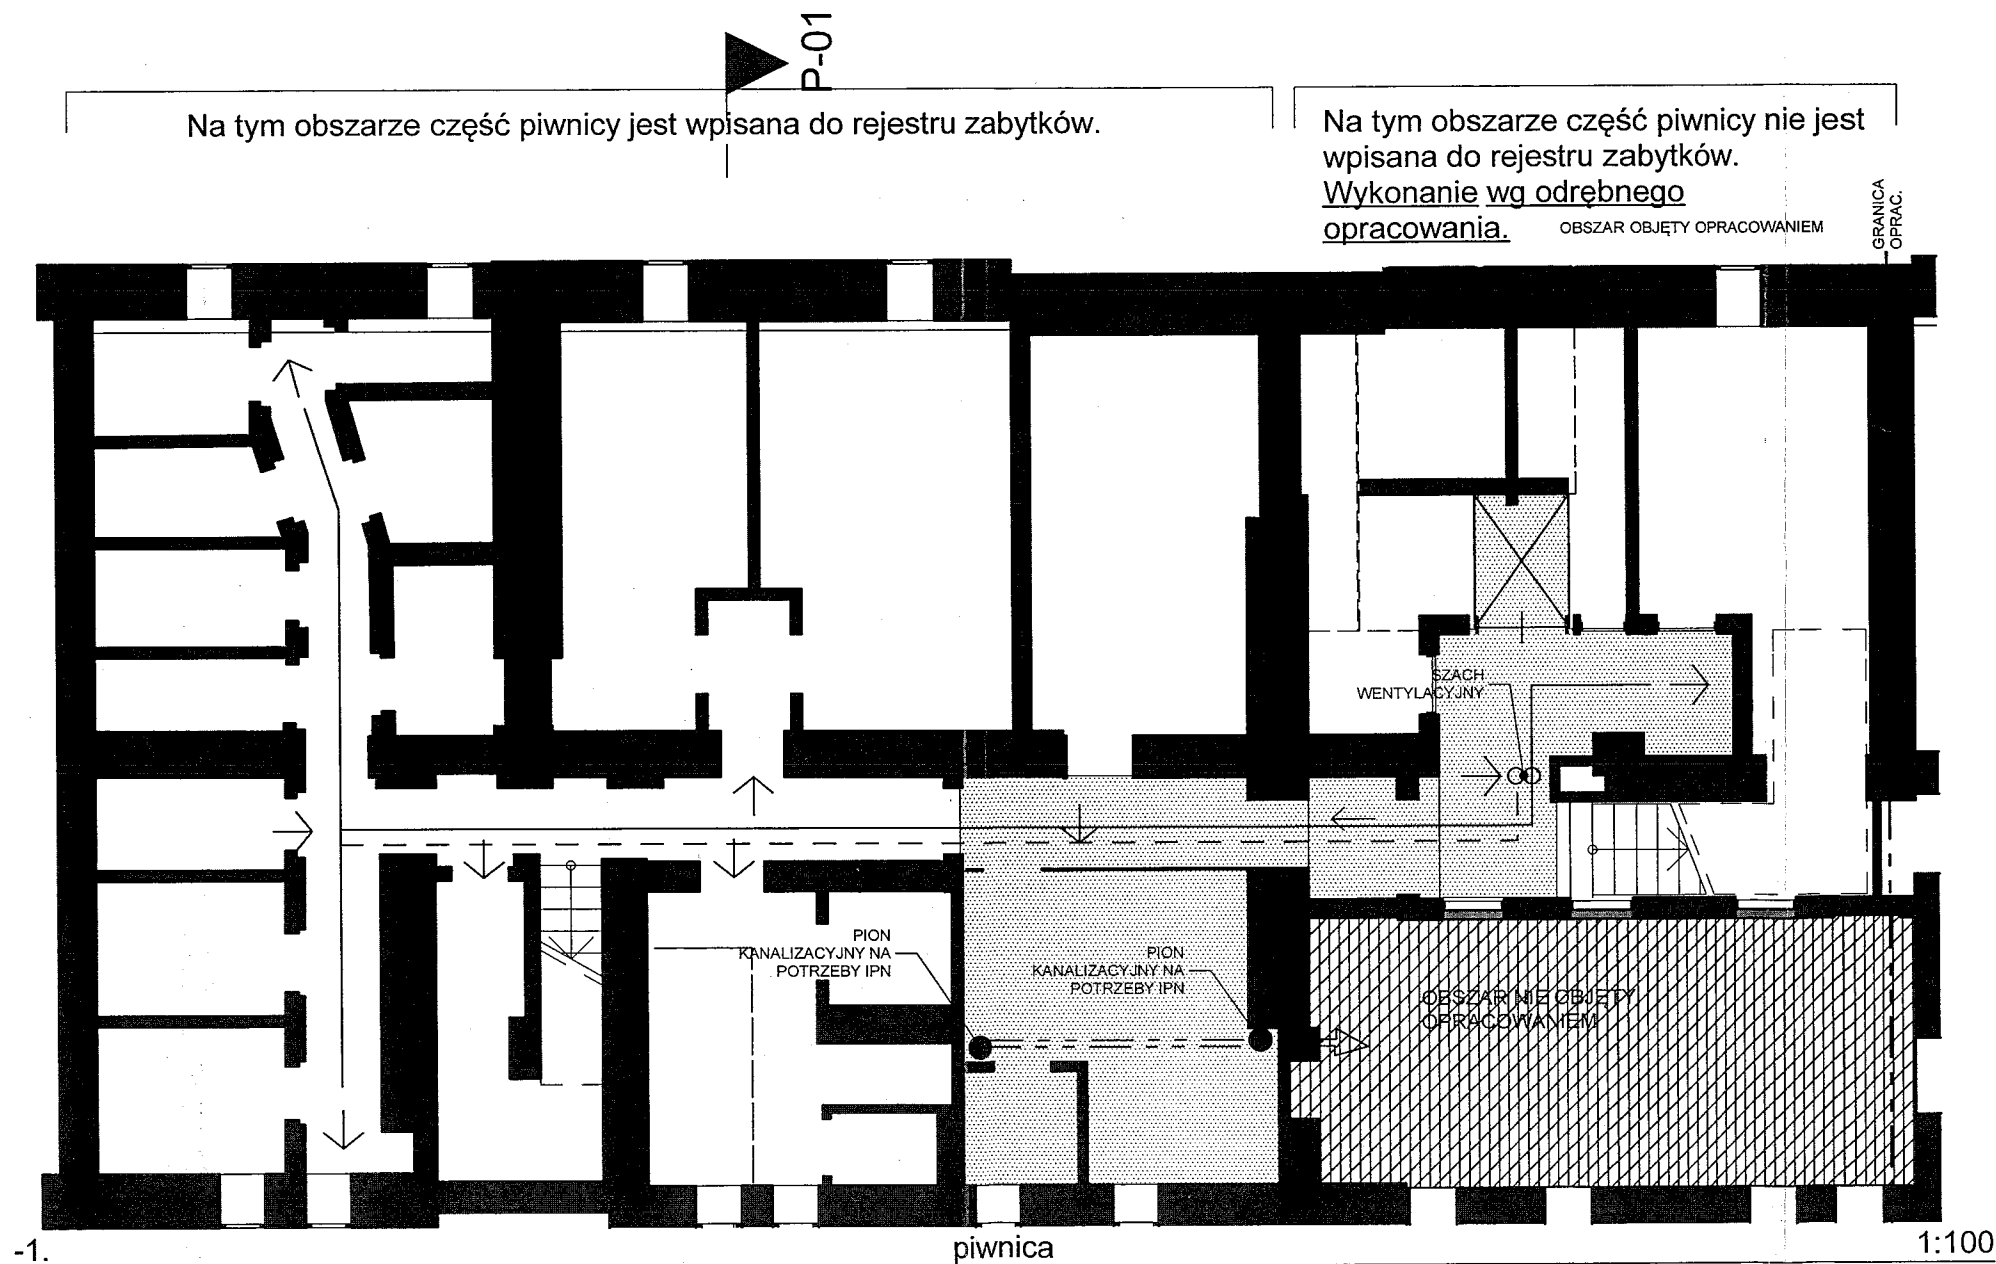 P-01
Na tym obszarze część piwnicy jest wpisana do rejestru zabytków.
Na tym obszarze część piwnicy nie jest
wpisana do rejestru zabytków.
Wykonanie wg odrębnego
opracowania.
OBSZAR OBJĘTY OPRACOWANIEM
GRANICA
OPRAC.
SZACH
WENTYLACYJNY
PION
KANALIZACYJNY NA
POTRZEBY IPN
PION
KANALIZACYJNY NA
POTRZEBY IPN
OBSZAR NIE OBJĘTY
OPRACOWANIEM
-1.
piwnica
1:100